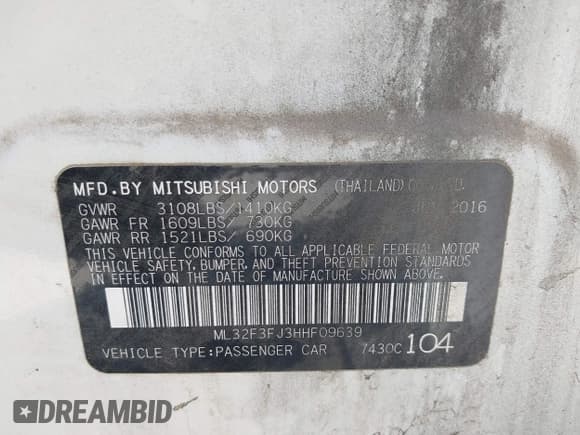 MFD.BY MITSUBISHI MOTORS (THAILAND)
GVWR 3108LBS/1410KG 2016
GAWR FR 1609LBS/ 730KG
GAWR RR 1521LBS/ 690KG
THIS VEHICLE CONFORMS TO ALL APPLICABLE FEDERAL MOTOR
VEHICLE SAFETY, BUMPER, AND THEFT PREVENTION STANDARDS
IN EFFECT ON THE DATE OF MANUFACTURE SHOWN ABOVE.
ML32F3FJ3HHF09639
VEHICLE TYPE:PASSENGER CAR 7430C 104
DREAMBID